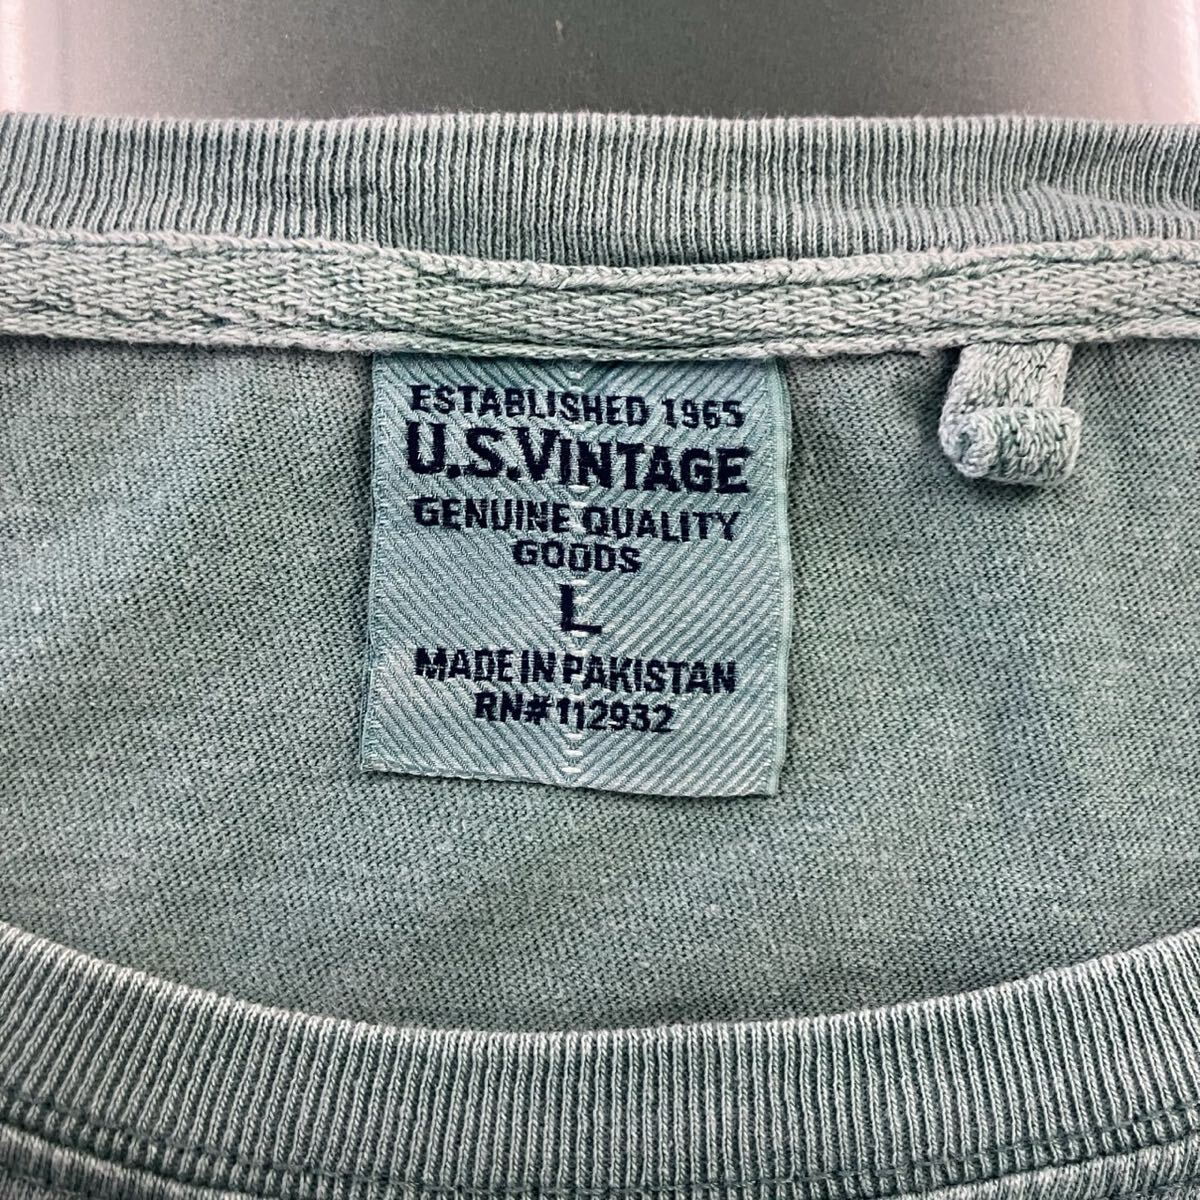 ESTABLISHED 1965
U.S.VINTAGE
GENUINE QUALITY
GOODS
L
MADE IN PAKISTAN
RN# 112932